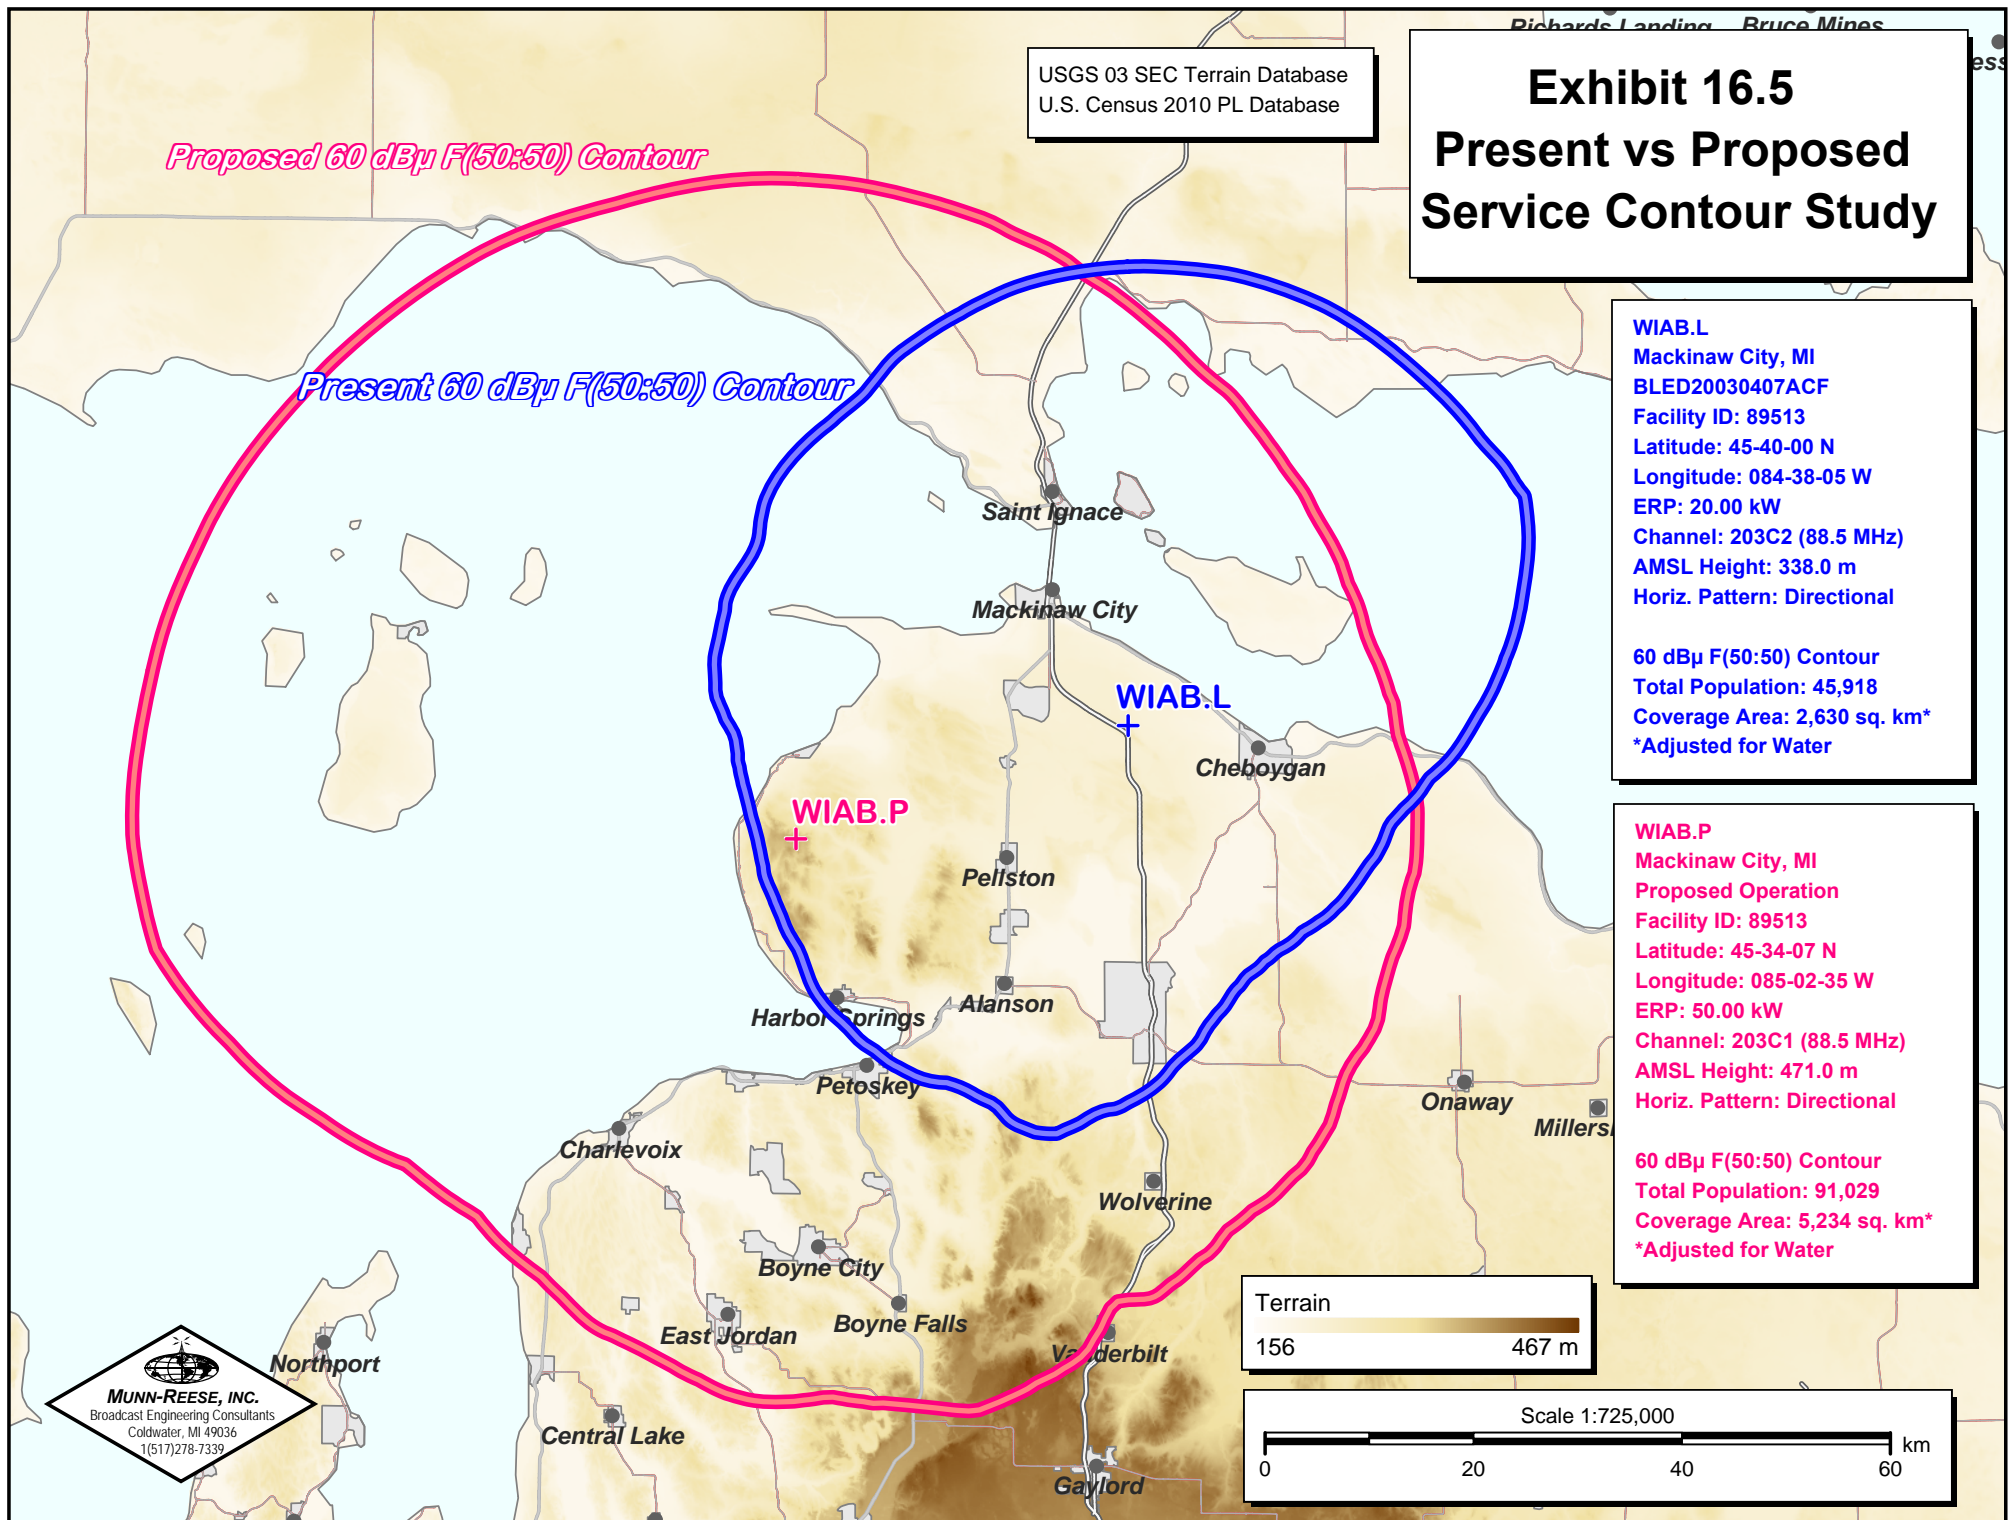 Richards Landing
Bruce Mines
USGS 03 SEC Terrain Database
U.S. Census 2010 PL Database
Exhibit 16.5
Present vs Proposed
Service Contour Study
Proposed 60 dBµ F(50:50) Contour
Present 60 dBµ F(50:50) Contour
WIAB.L
Mackinaw City, MI
BLED20030407ACF
Facility ID: 89513
Latitude: 45-40-00 N
Longitude: 084-38-05 W
ERP: 20.00 kW
Channel: 203C2 (88.5 MHz)
AMSL Height: 338.0 m
Horiz. Pattern: Directional
60 dBµ F(50:50) Contour
Total Population: 45,918
Coverage Area: 2,630 sq. km*
*Adjusted for Water
WIAB.P
Mackinaw City, MI
Proposed Operation
Facility ID: 89513
Latitude: 45-34-07 N
Longitude: 085-02-35 W
ERP: 50.00 kW
Channel: 203C1 (88.5 MHz)
AMSL Height: 471.0 m
Horiz. Pattern: Directional
60 dBµ F(50:50) Contour
Total Population: 91,029
Coverage Area: 5,234 sq. km*
*Adjusted for Water
Saint Ignace
Mackinaw City
WIAB.L
Cheboygan
WIAB.P
Pellston
Alanson
Harbor Springs
Petoskey
Onaway
Charlevoix
Wolverine
Boyne City
Boyne Falls
East Jordan
Vanderbilt
Northport
Central Lake
Gaylord
Terrain
156 467 m
Scale 1:725,000
km
0 20 40 60
MUNN-REESE, INC.
Broadcast Engineering Consultants
Coldwater, MI 49036
1(517)278-7339